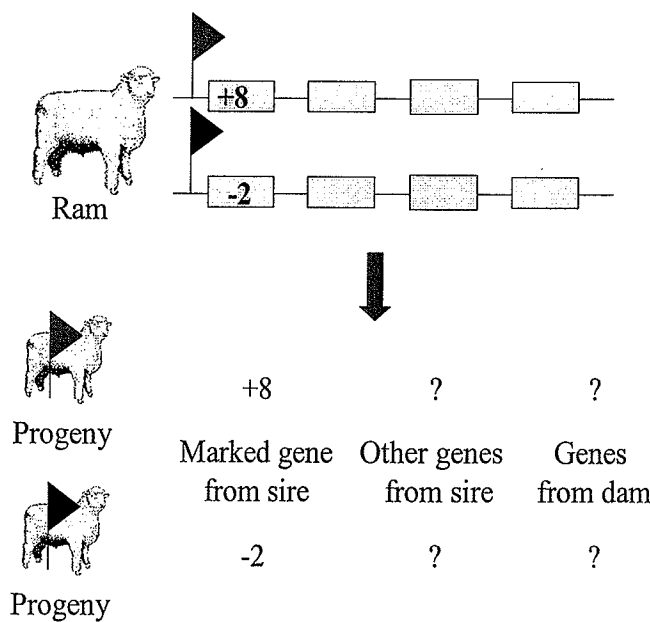 +8
-2
Ram
+8 ? ?
Progeny
Marked gene Other genes Genes
from sire from sire from dam
-2 ? ?
Progeny